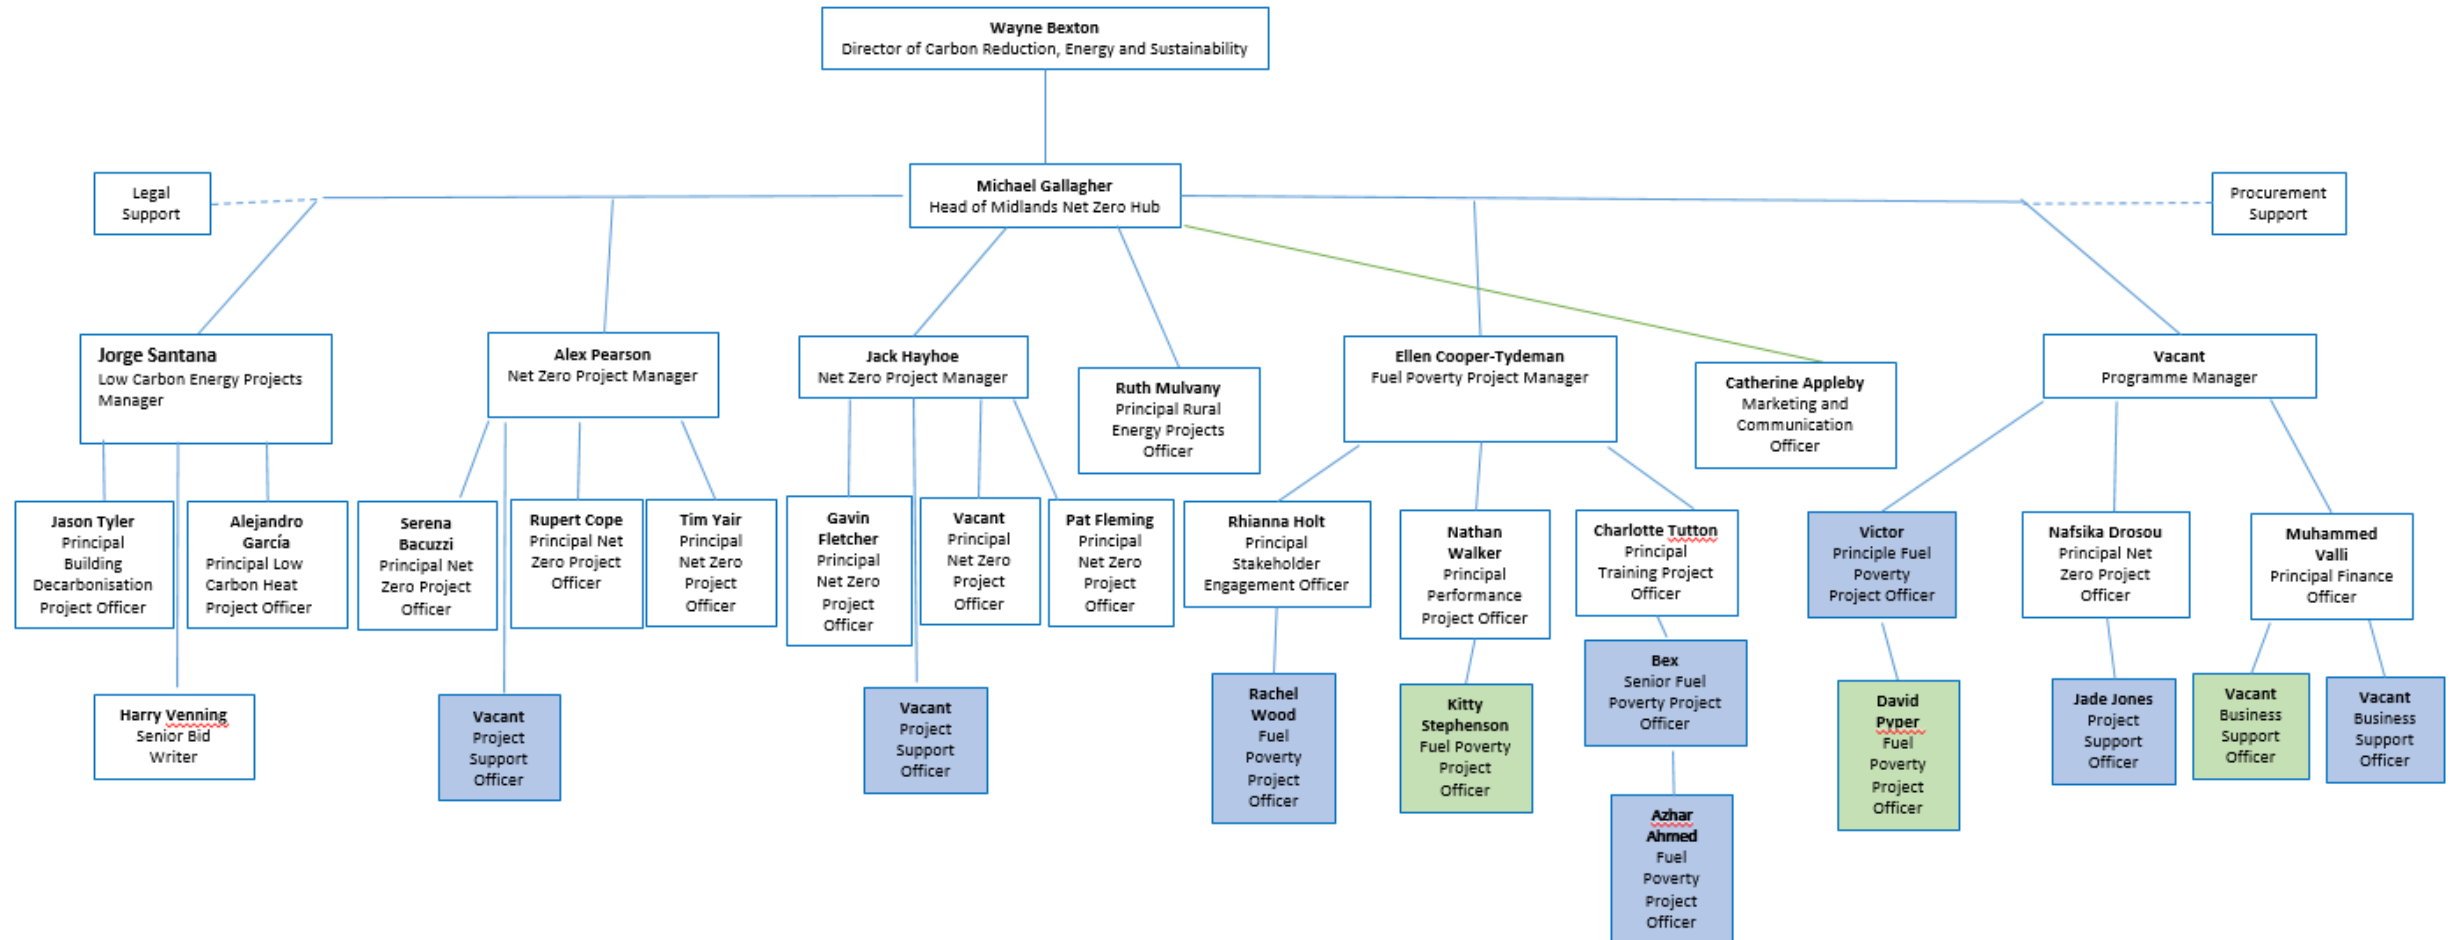 Wayne Bexton
Director of Carbon Reduction, Energy and Sustainability
Legal
Support
Michael Gallagher
Head of Midlands Net Zero Hub
Procurement
Support
Jorge Santana
Low Carbon Energy Projects
Manager
Alex Pearson
Net Zero Project Manager
Jack Hayhoe
Net Zero Project Manager
Ruth Mulvany
Principal Rural
Energy Projects
Officer
Ellen Cooper-Tydeman
Fuel Poverty Project Manager
Catherine Appleby
Marketing and
Communication
Officer
Vacant
Programme Manager
Jason Tyler
Principal
Building
Decarbonisation
Project Officer
Alejandro
García
Principal Low
Carbon Heat
Project Officer
Serena
Bacuzzi
Principal Net
Zero Project
Officer
Rupert Cope
Principal Net
Zero Project
Officer
Tim Yair
Principal
Net Zero
Project
Officer
Gavin
Fletcher
Principal
Net Zero
Project
Officer
Vacant
Principal
Net Zero
Project
Officer
Pat Fleming
Principal
Net Zero
Project
Officer
Rhianna Holt
Principal
Stakeholder
Engagement Officer
Nathan
Walker
Principal
Performance
Project Officer
Charlotte Tutton
Principal
Training Project
Officer
Victor
Principle Fuel
Poverty
Project Officer
Nafsika Drosou
Principal Net
Zero Project
Officer
Muhammed
Valli
Principal Finance
Officer
Harry Venning
Senior Bid
Writer
Vacant
Project
Support
Officer
Vacant
Project
Support
Officer
Rachel
Wood
Fuel
Poverty
Project
Officer
Kitty
Stephenson
Fuel Poverty
Project
Officer
Bex
Senior Fuel
Poverty Project
Officer
Azhar
Ahmed
Fuel
Poverty
Project
Officer
David
Pyper
Fuel
Poverty
Project
Officer
Jade Jones
Project
Support
Officer
Vacant
Business
Support
Officer
Vacant
Business
Support
Officer